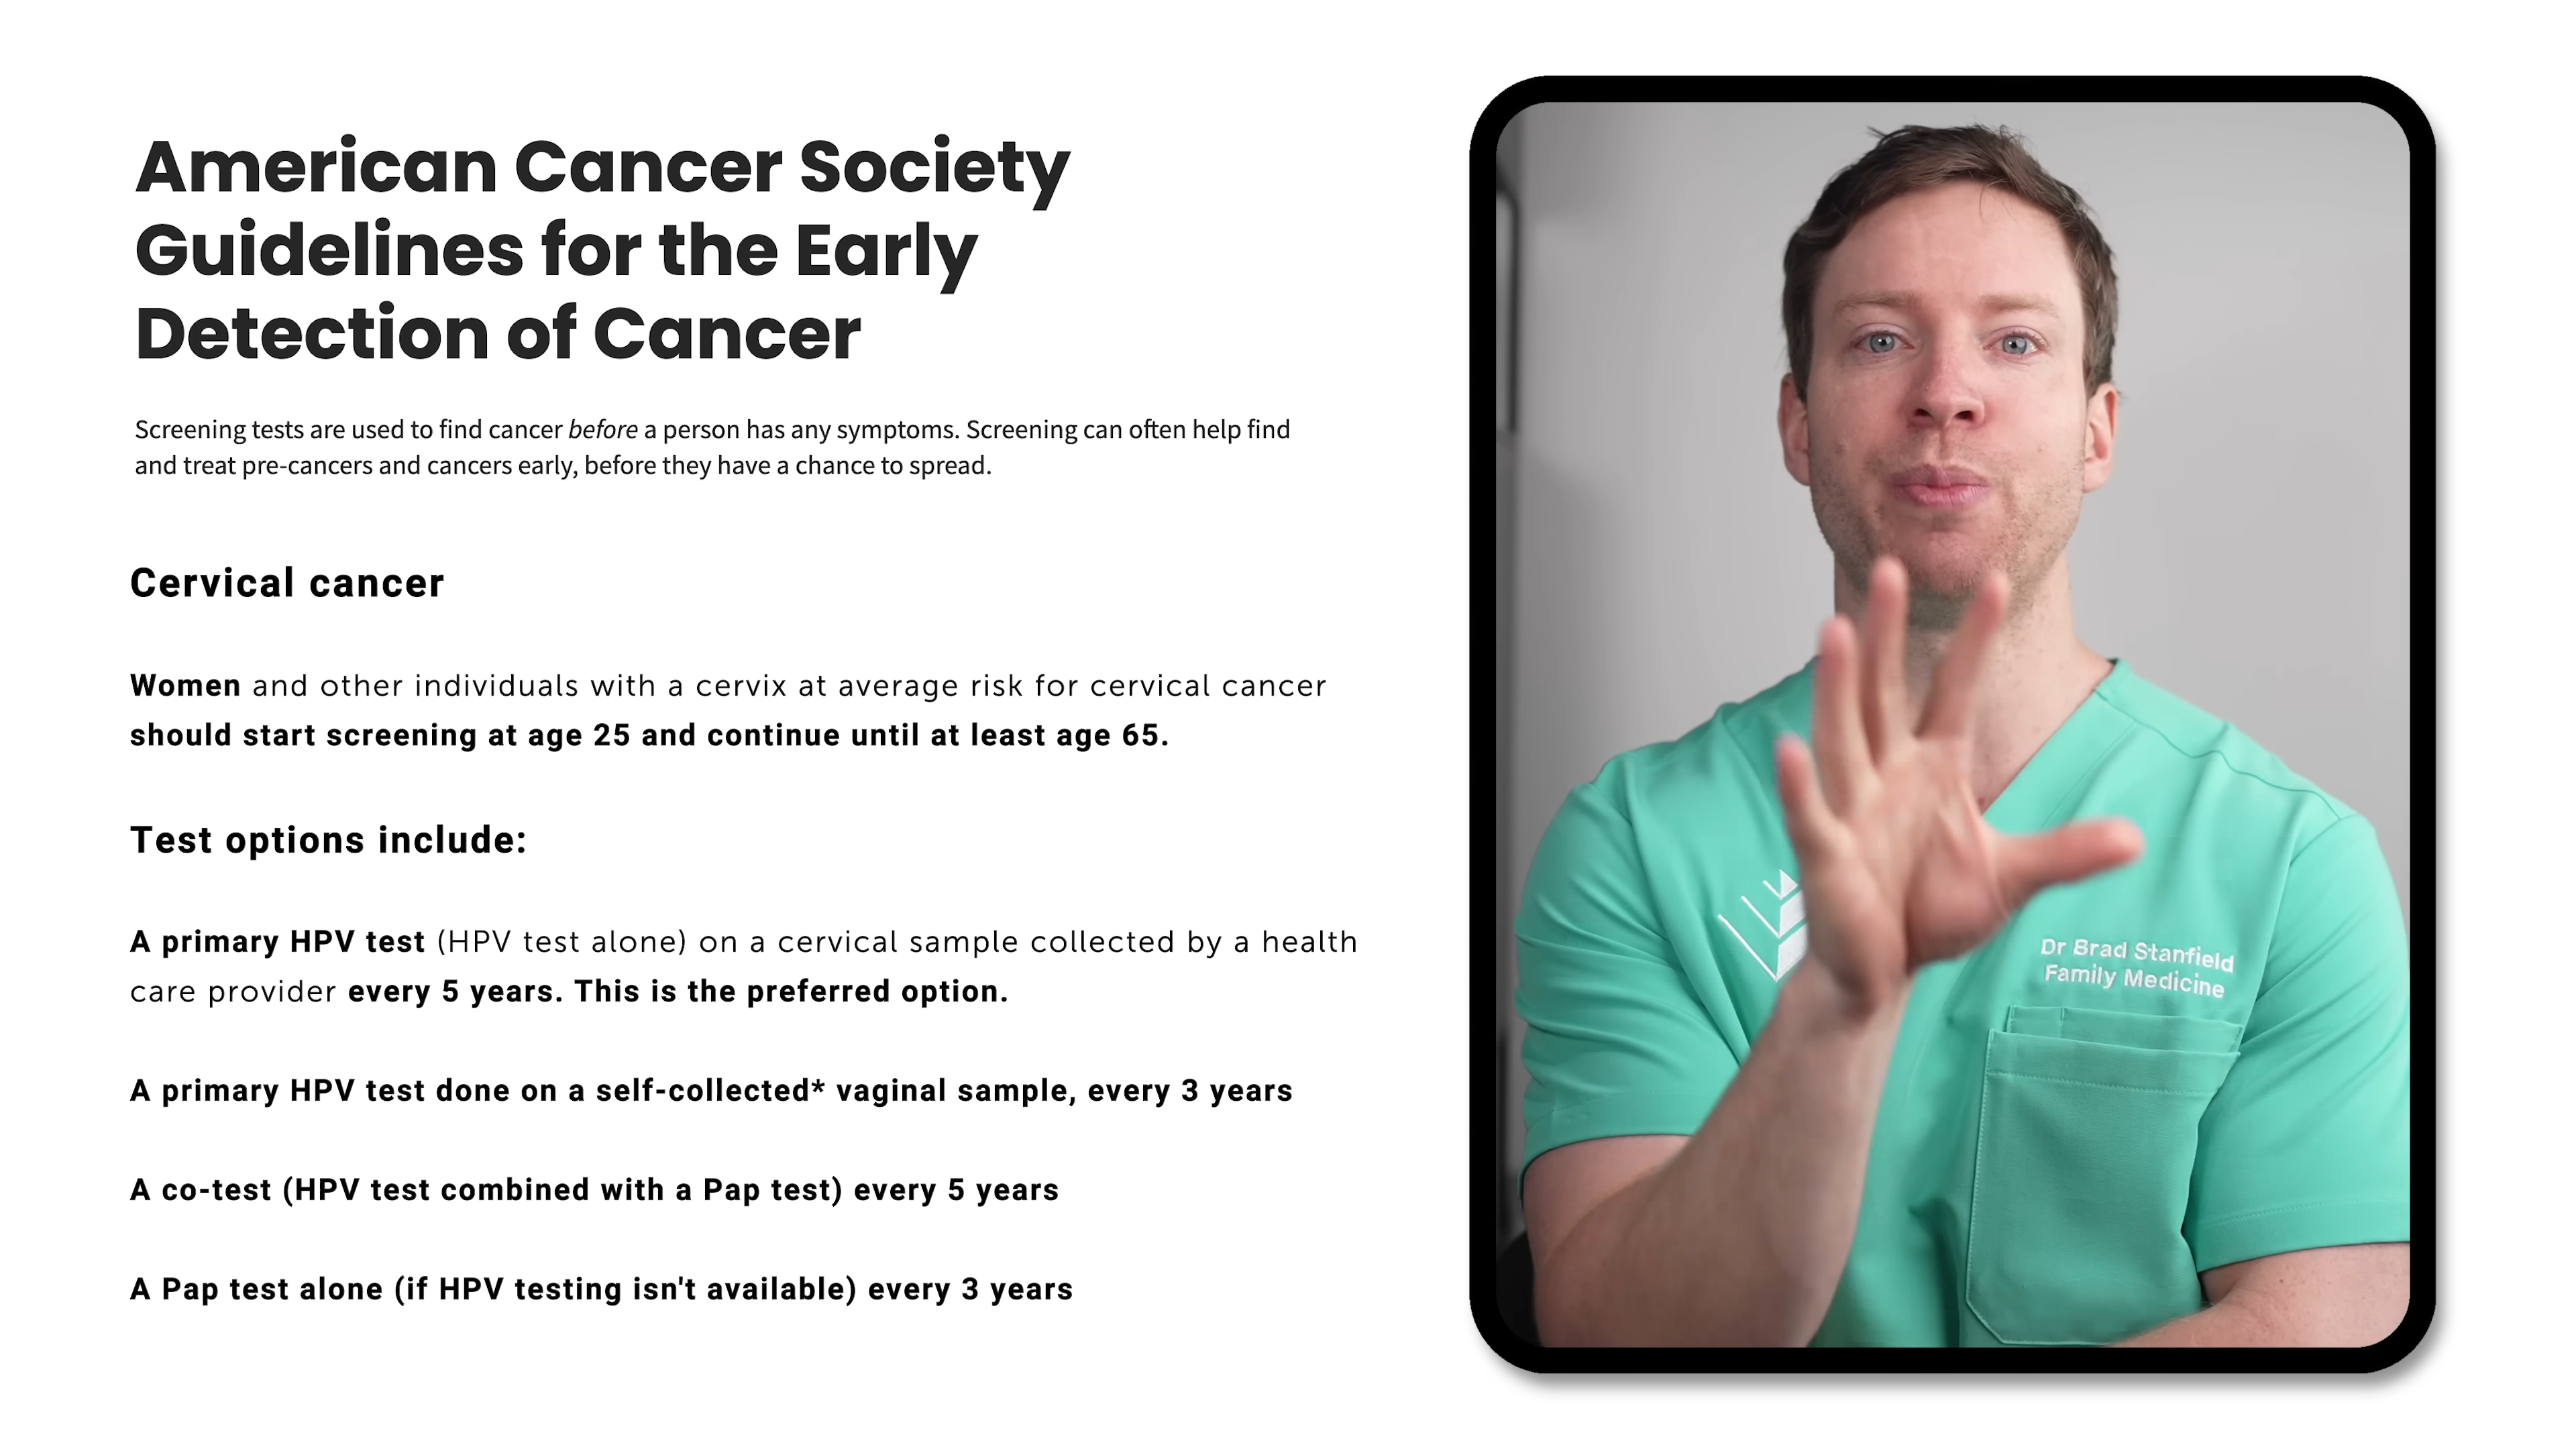 American Cancer Society
Guidelines for the Early
Detection of Cancer
Screening tests are used to find cancer before a person has any symptoms. Screening can often help find
and treat pre-cancers and cancers early, before they have a chance to spread.
Cervical cancer
Women and other individuals with a cervix at average risk for cervical cancer
should start screening at age 25 and continue until at least age 65.
Test options include:
A primary HPV test (HPV test alone) on a cervical sample collected by a health
care provider every 5 years. This is the preferred option.
A primary HPV test done on a self-collected* vaginal sample, every 3 years
A co-test (HPV test combined with a Pap test) every 5 years
A Pap test alone (if HPV testing isn't available) every 3 years
Dr Brad Stanfield
Family Medicine